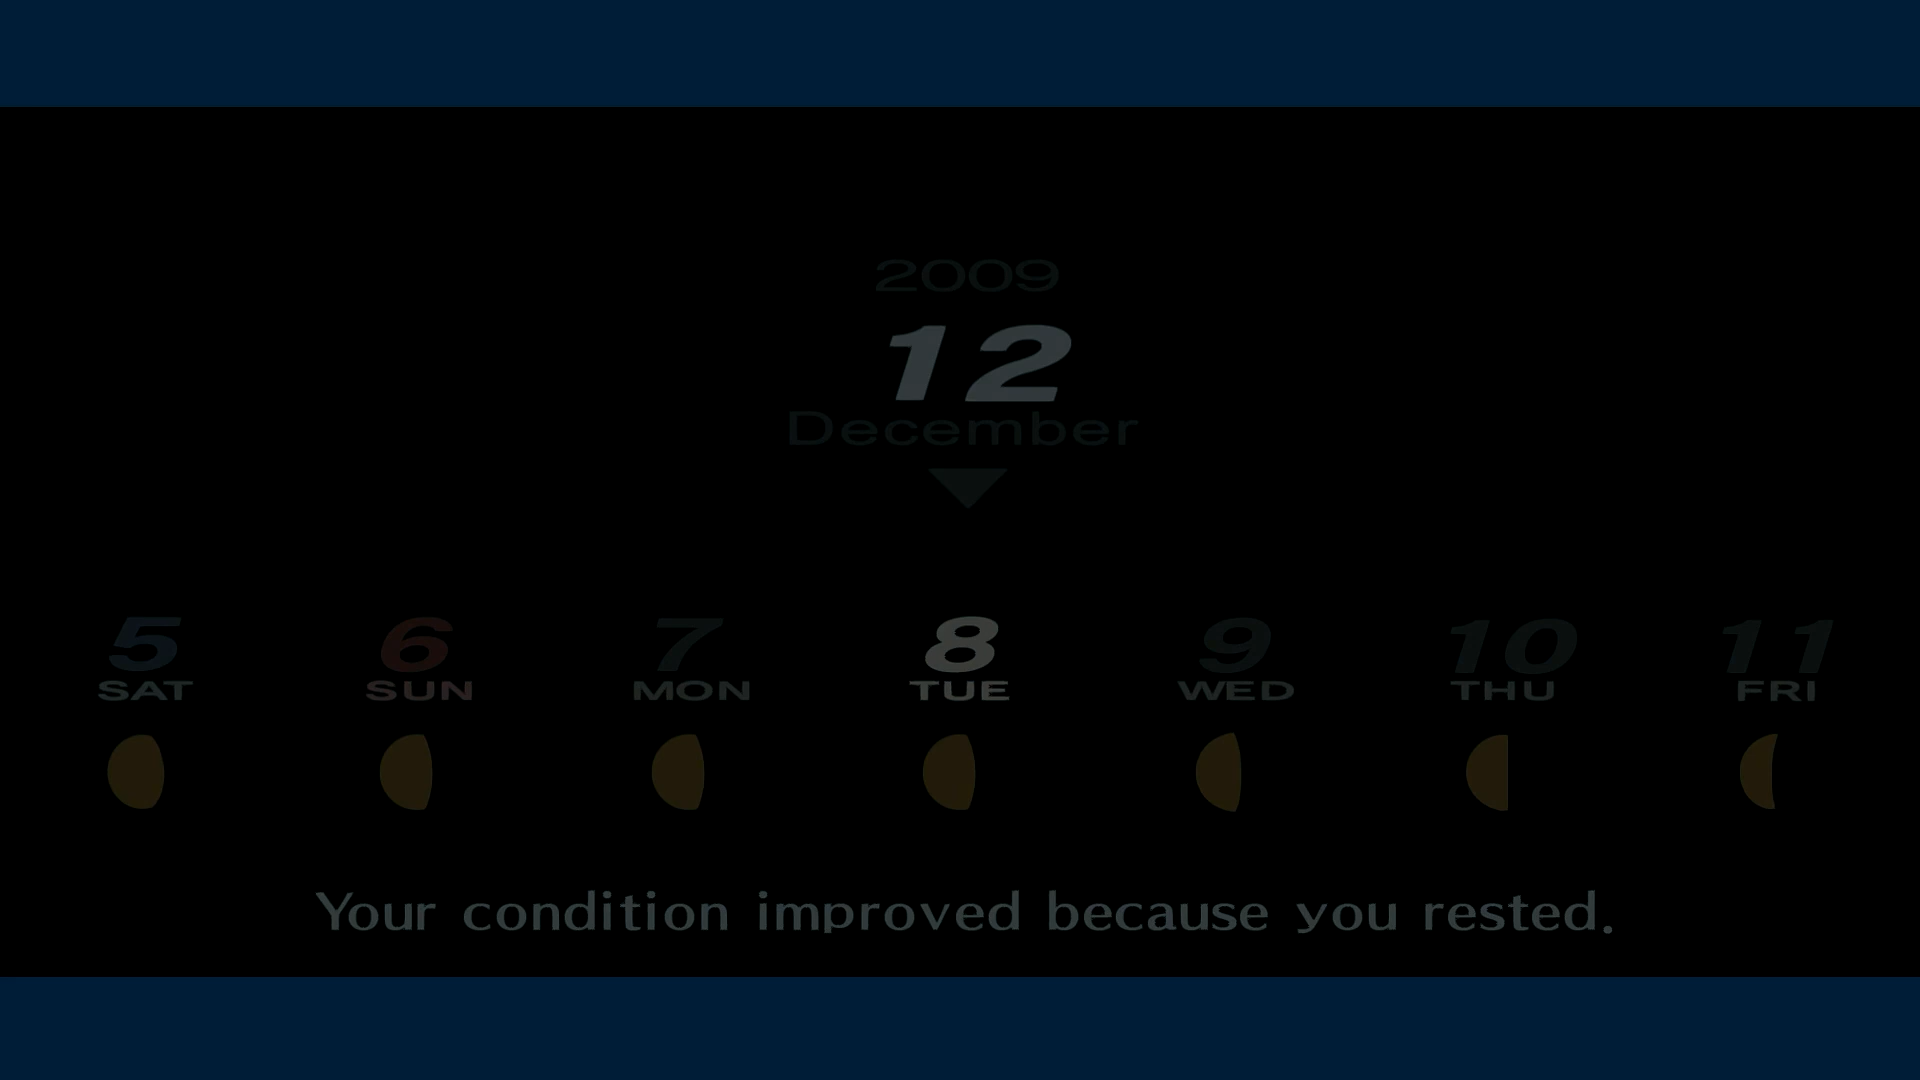 2009
12
December
5 6 7 8 9 10 11
SAT SUN MON TUE WED THU FRI
Your condition improved because you rested.